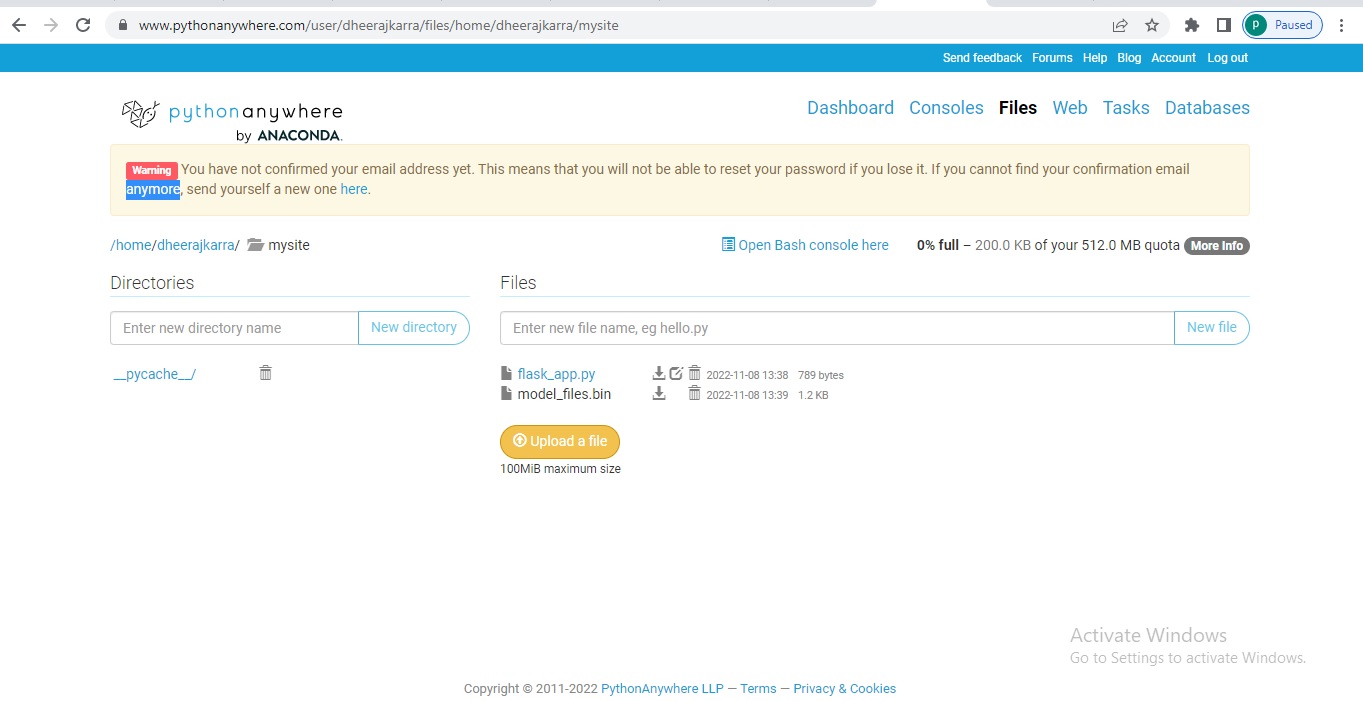 www.pythonanywhere.com/user/dheerajkarra/files/home/dheerajkarra/mysite
P Paused
Send feedback Forums Help Blog Account Log out
pythonanywhere
by ANACONDA.
Dashboard Consoles Files Web Tasks Databases
Warning You have not confirmed your email address yet. This means that you will not be able to reset your password if you lose it. If you cannot find your confirmation email
anymore, send yourself a new one here.
/home/dheerajkarra/ mysite
Open Bash console here
0% full – 200.0 KB of your 512.0 MB quota More Info
Directories
Files
Enter new directory name New directory
Enter new file name, eg hello.py New file
__pycache__/
flask_app.py 2022-11-08 13:38 789 bytes
model_files.bin 2022-11-08 13:39 1.2 KB
Upload a file
100MiB maximum size
Activate Windows
Go to Settings to activate Windows.
Copyright © 2011-2022 PythonAnywhere LLP — Terms — Privacy & Cookies